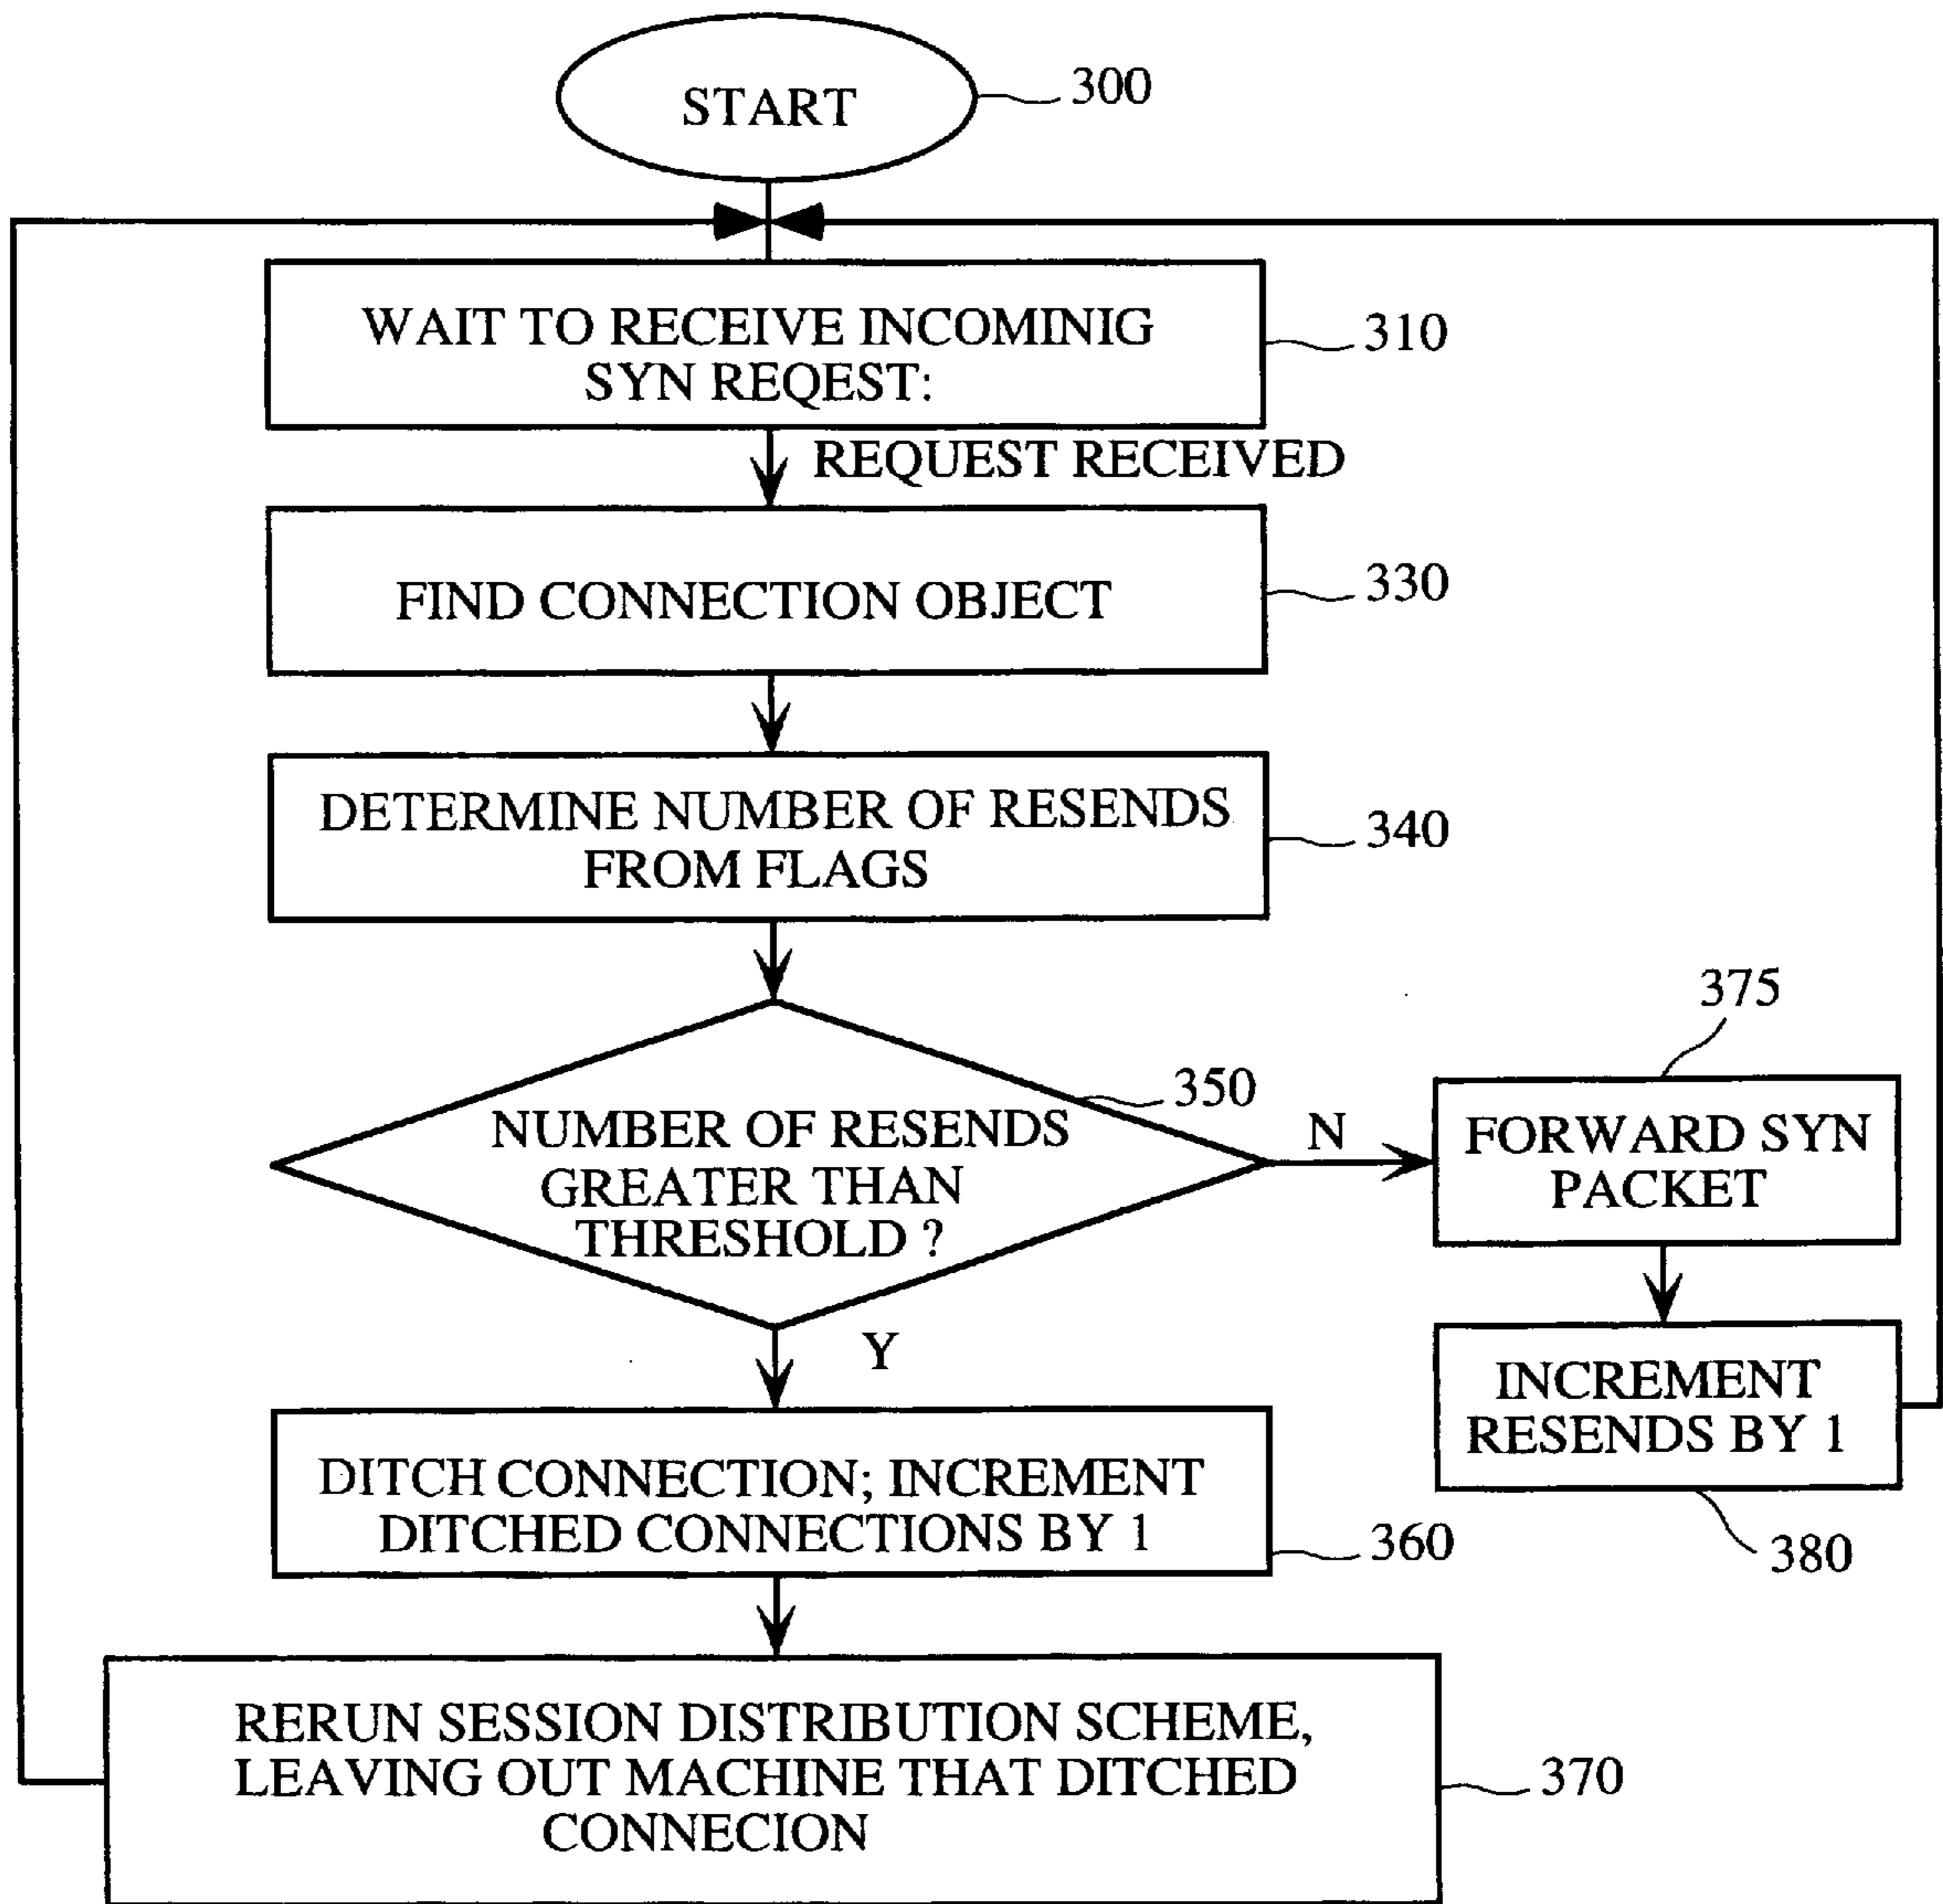 START
300
WAIT TO RECEIVE INCOMINIG
SYN REQEST:
310
REQUEST RECEIVED
FIND CONNECTION OBJECT
330
DETERMINE NUMBER OF RESENDS
FROM FLAGS
340
375
350
NUMBER OF RESENDS
GREATER THAN
THRESHOLD ?
N
FORWARD SYN
PACKET
Y
INCREMENT
RESENDS BY 1
380
DITCH CONNECTION; INCREMENT
DITCHED CONNECTIONS BY 1
360
RERUN SESSION DISTRIBUTION SCHEME,
LEAVING OUT MACHINE THAT DITCHED
CONNECION
370